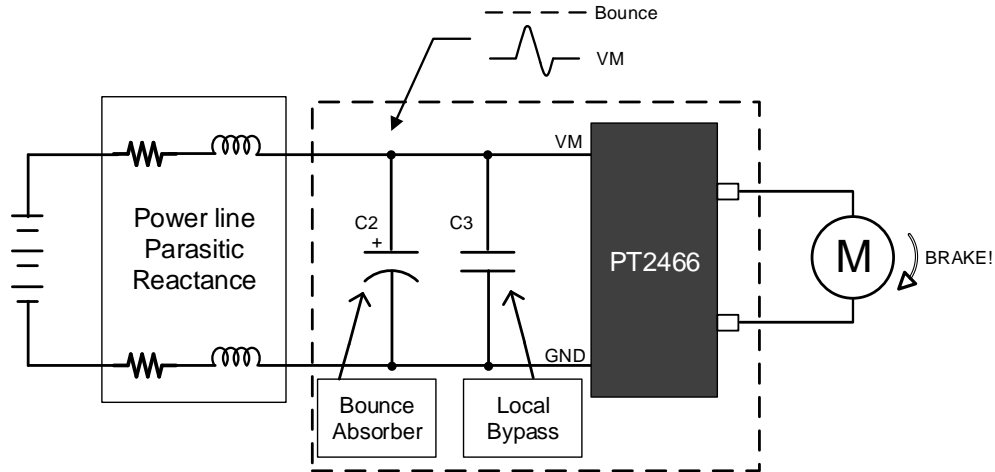 Bounce
VM
VM
Power line
Parasitic
Reactance
C2
+
C3
PT2466
M
BRAKE!
GND
Bounce
Absorber
Local
Bypass